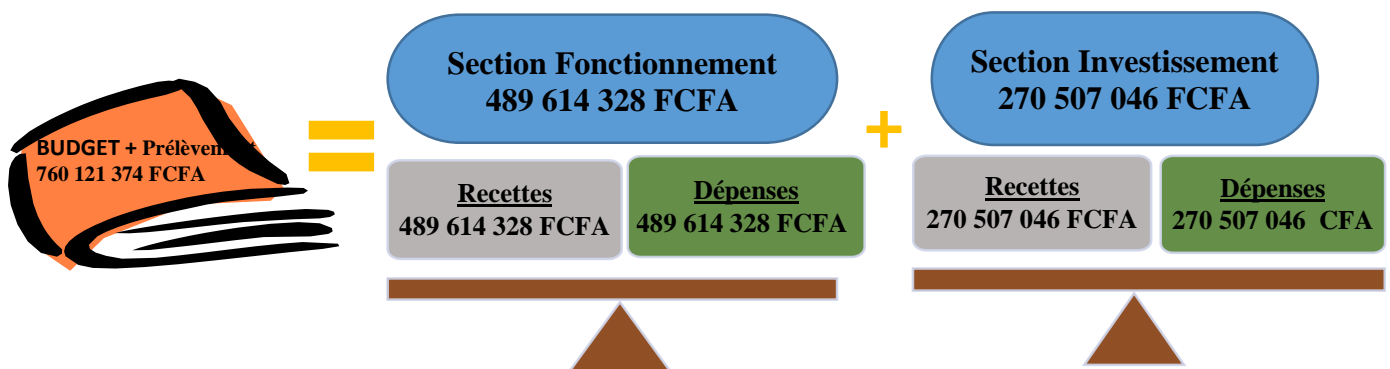 BUDGET + Prélèvement
760 121 374 FCFA
Section Fonctionnement
489 614 328 FCFA
Recettes
489 614 328 FCFA
Dépenses
489 614 328 FCFA
Section Investissement
270 507 046 FCFA
Recettes
270 507 046 FCFA
Dépenses
270 507 046 CFA